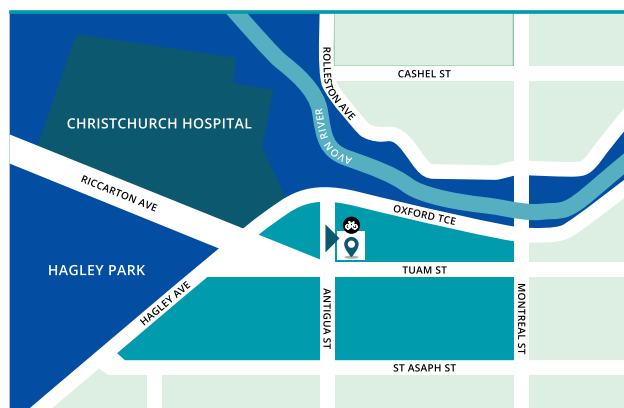 CASHEL ST
ROLLESTON AVE
CHRISTCHURCH HOSPITAL
AVON RIVER
RICCARTON AVE
OXFORD TCE
HAGLEY PARK
TUAM ST
HAGLEY AVE
ANTIGUA ST
MONTREAL ST
ST ASAPH ST